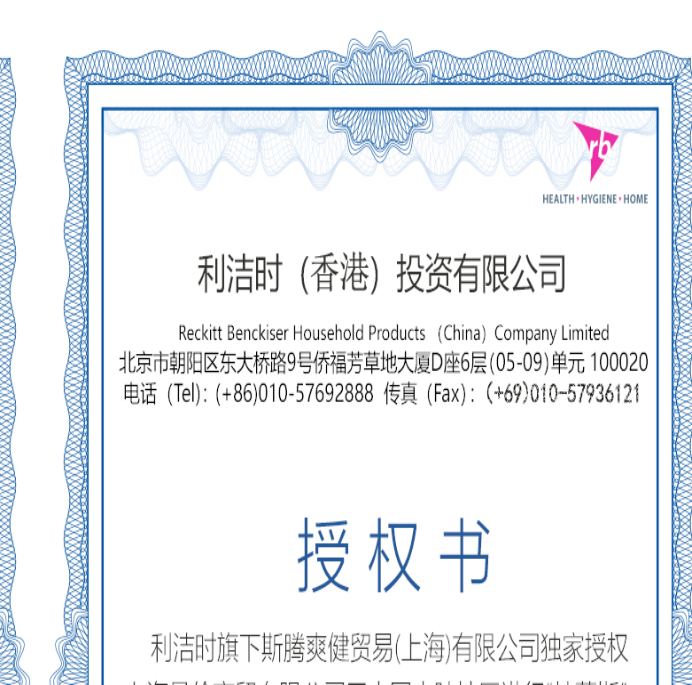 rb
HEALTH • HYGIENE • HOME
利洁时（香港）投资有限公司
Reckitt Benckiser Household Products （China）Company Limited
北京市朝阳区东大桥路9号侨福芳草地大厦D座6层(05-09)单元 100020
电话（Tel)：(+86)010-57692888 传真（Fax)：(+69)010-57936121
授权书
利洁时旗下斯腾爽健贸易(上海)有限公司独家授权